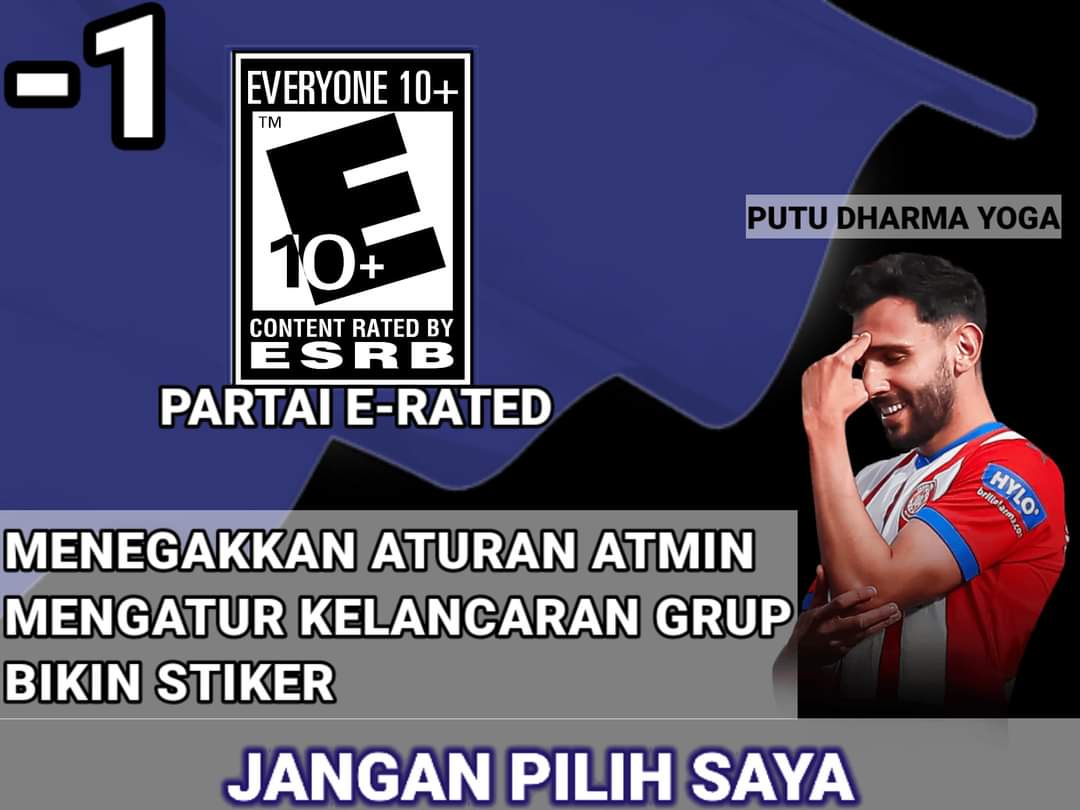 -1
EVERYONE 10+
TM
E
10+
CONTENT RATED BY
ESRB
PARTAI E-RATED
PUTU DHARMA YOGA
HYLO
MENEGAKKAN ATURAN ATMIN
MENGATUR KELANCARAN GRUP
BIKIN STIKER
JANGAN PILIH SAYA